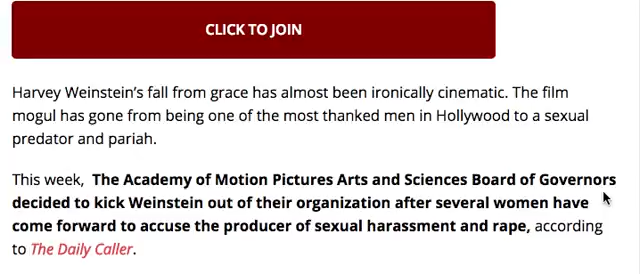 CLICK TO JOIN
Harvey Weinstein’s fall from grace has almost been ironically cinematic. The film
mogul has gone from being one of the most thanked men in Hollywood to a sexual
predator and pariah.
This week, The Academy of Motion Pictures Arts and Sciences Board of Governors
decided to kick Weinstein out of their organization after several women have
come forward to accuse the producer of sexual harassment and rape, according
to The Daily Caller.